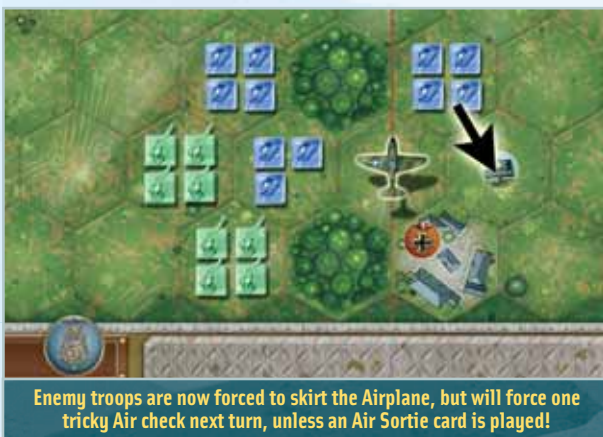 Enemy troops are now forced to skirt the Airplane, but will force one
tricky Air check next turn, unless an Air Sortie card is played!